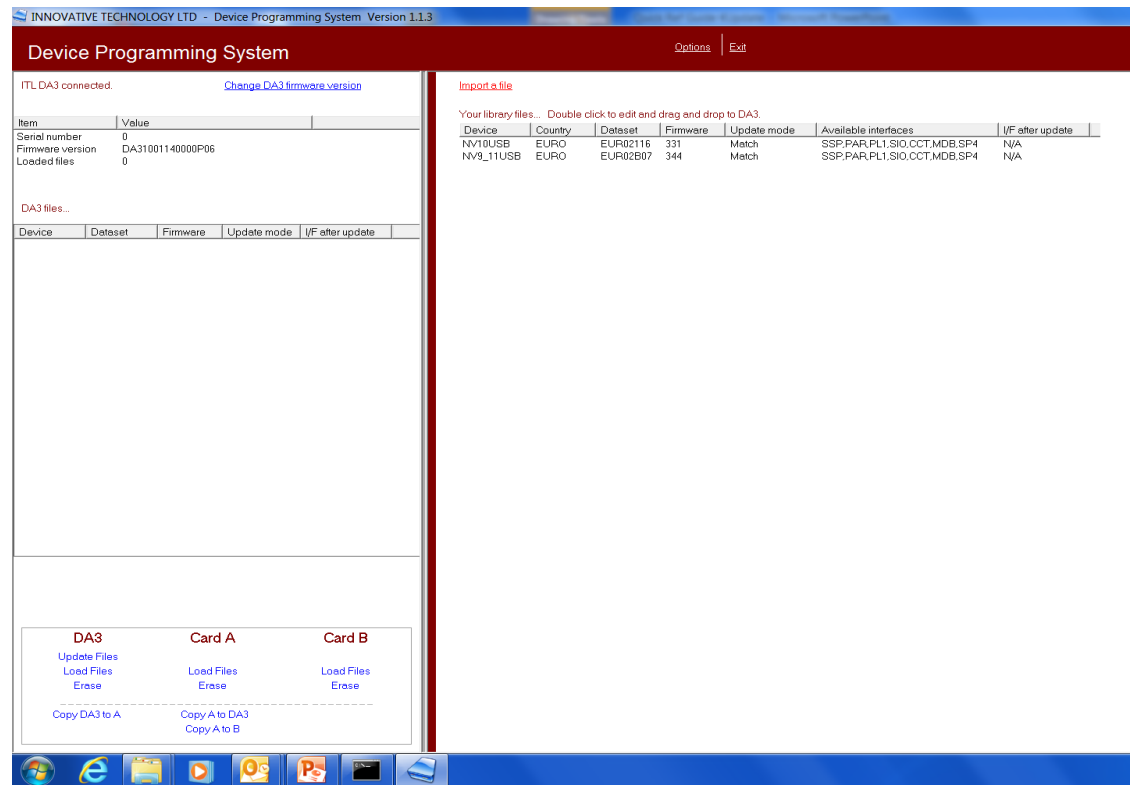 INNOVATIVE TECHNOLOGY LTD - Device Programming System Version 1.1.3
Device Programming System
Options Exit
ITL DA3 connected. Change DA3 firmware version
Item Value
Serial number 0
Firmware version DA31001140000P06
Loaded files 0
DA3 files...
Device Dataset Firmware Update mode I/F after update
Import a file
Your library files... Double click to edit and drag and drop to DA3.
Device Country Dataset Firmware Update mode Available interfaces I/F after update
NV10USB EURO EUR02116 331 Match SSP,PAR,PL1,SIO,CCT,MDB,SP4 N/A
NV9_11USB EURO EUR02B07 344 Match SSP,PAR,PL1,SIO,CCT,MDB,SP4 N/A
DA3 Card A Card B
Update Files
Load Files Load Files Load Files
Erase Erase Erase
Copy DA3 to A Copy A to DA3
Copy A to B